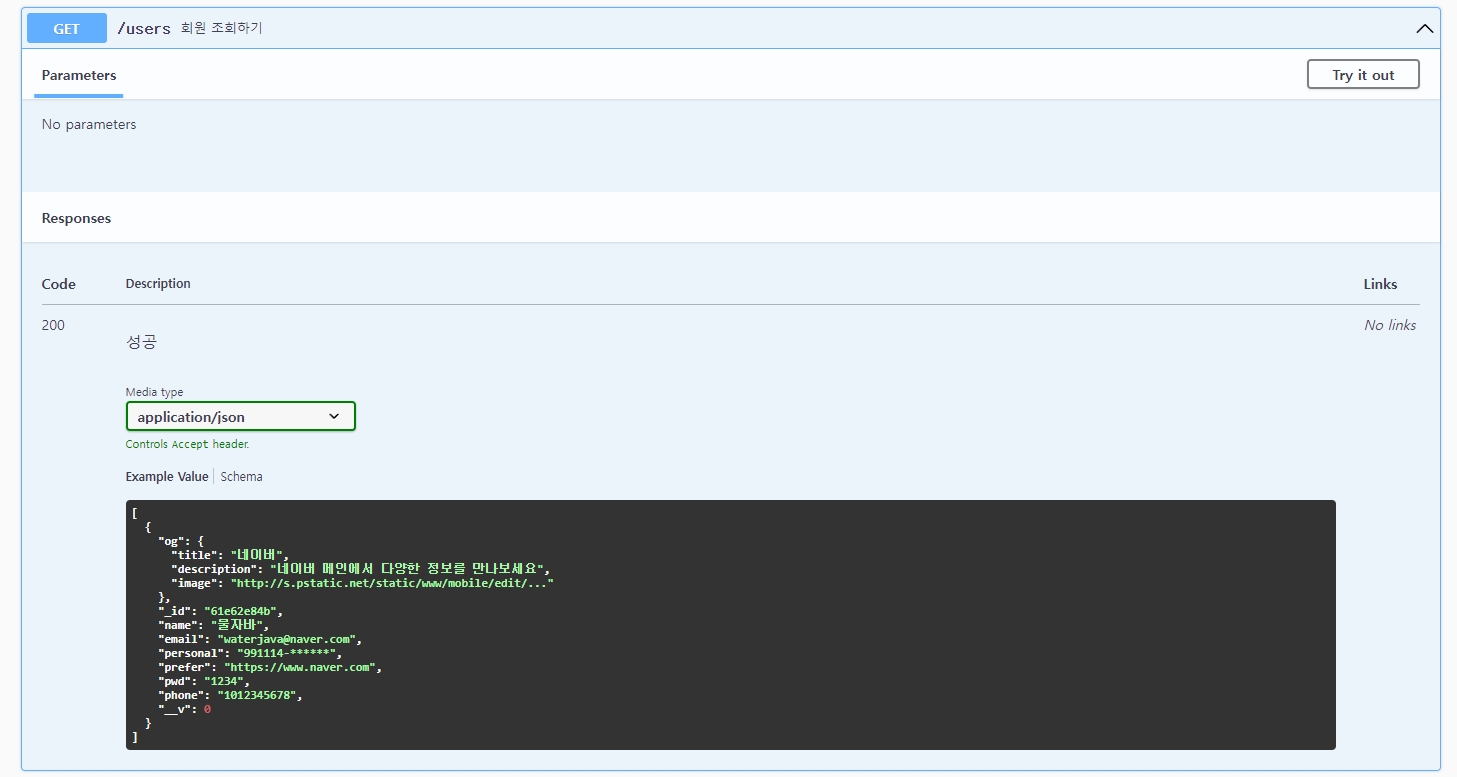 GET /users 회원 조회하기
Parameters
Try it out
No parameters
Responses
Code Description Links
200 성공 No links
Media type
application/json
Controls Accept header.
Example Value Schema
[
  {
    "og": {
      "title": "네이버",
      "description": "네이버 메인에서 다양한 정보를 만나보세요",
      "image": "http://s.pstatic.net/static/www/mobile/edit/..."
    },
    "_id": "61e62e84b",
    "name": "물자바",
    "email": "waterjava@naver.com",
    "personal": "991114-******",
    "prefer": "https://www.naver.com",
    "pwd": "1234",
    "phone": "1012345678",
    "__v": 0
  }
]